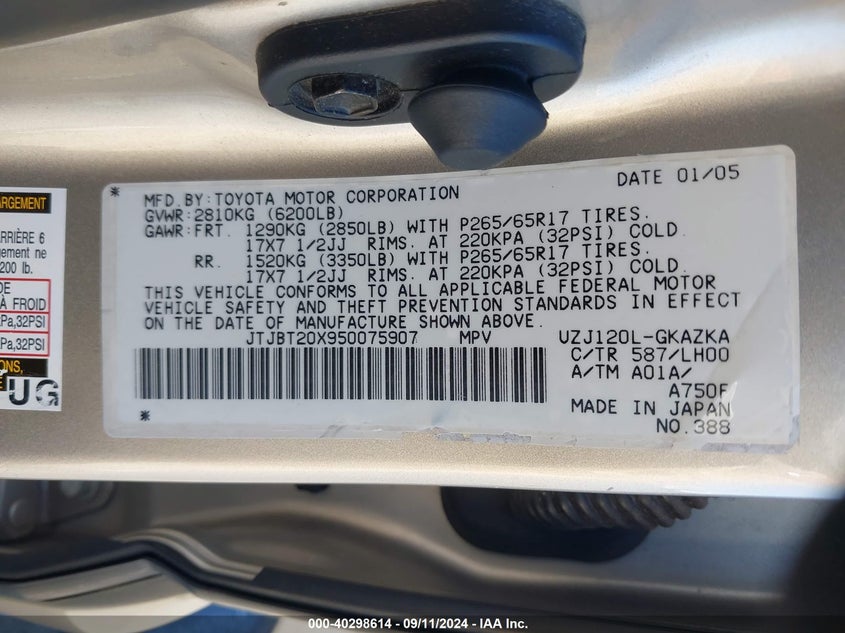 ARGEMENT
ARRIÈRE 6
gement ne
200 lb.
DE
À FROID
Pa,32PSI
Pa,32PSI
ONS,
UG
* MFD.BY:TOYOTA MOTOR CORPORATION DATE 01/05
GVWR:2810KG (6200LB)
GAWR:FRT. 1290KG (2850LB) WITH P265/65R17 TIRES.
17X7 1/2JJ RIMS. AT 220KPA (32PSI) COLD.
RR. 1520KG (3350LB) WITH P265/65R17 TIRES.
17X7 1/2JJ RIMS. AT 220KPA (32PSI) COLD.
THIS VEHICLE CONFORMS TO ALL APPLICABLE FEDERAL MOTOR
VEHICLE SAFETY AND THEFT PREVENTION STANDARDS IN EFFECT
ON THE DATE OF MANUFACTURE SHOWN ABOVE.
JTJBT20X950075907 MPV UZJ120L-GKAZKA
C/TR 587/LH00
A/TM A01A/
A750F
* MADE IN JAPAN
NO.388
000-40298614 - 09/11/2024 - IAA Inc.